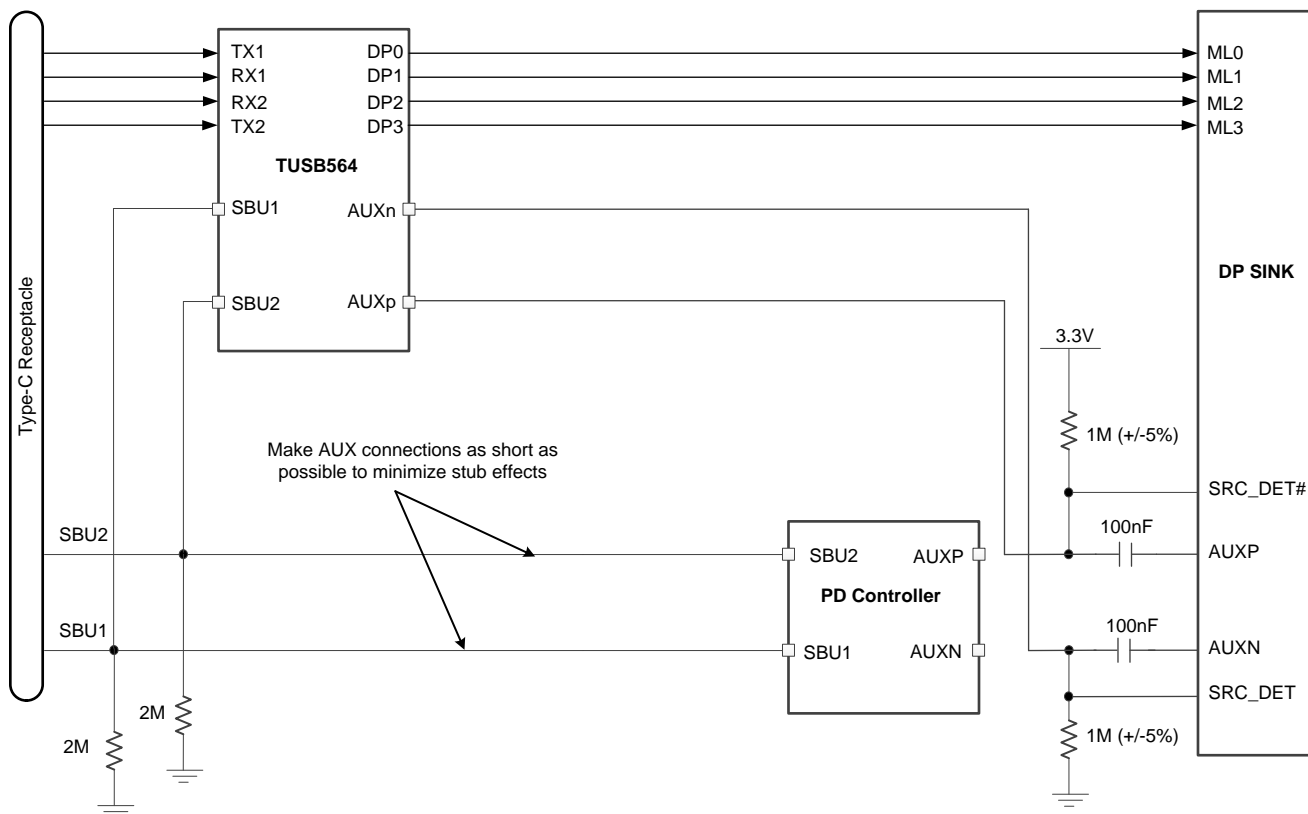 Type-C Receptacle
TX1
RX1
RX2
TX2
DP0
DP1
DP2
DP3
TUSB564
SBU1
AUXn
SBU2
AUXp
ML0
ML1
ML2
ML3
DP SINK
3.3V
1M (+/-5%)
SRC_DET#
100nF
AUXP
100nF
AUXN
SRC_DET
1M (+/-5%)
Make AUX connections as short as
possible to minimize stub effects
SBU2
SBU1
SBU2
AUXP
PD Controller
SBU1
AUXN
2M
2M